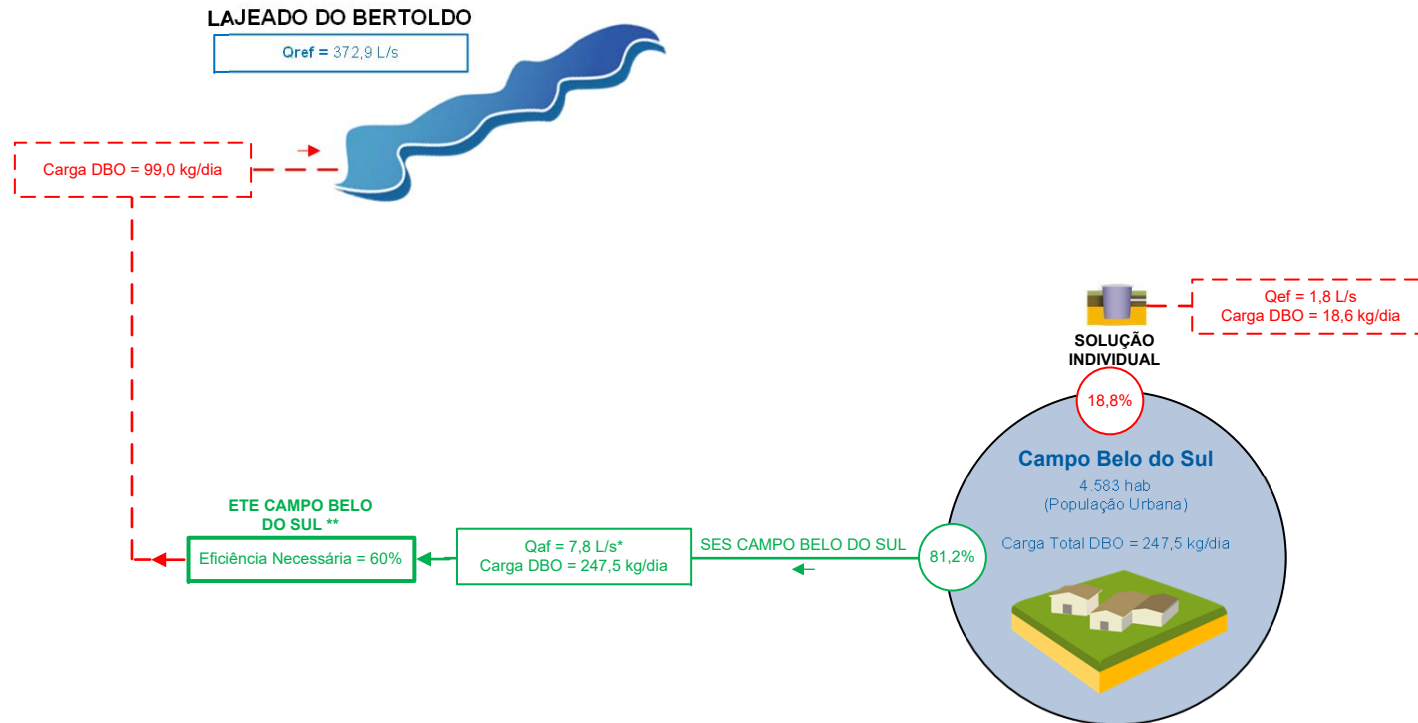 LAJEADO DO BERTOLDO
Qref = 372,9 L/s
Carga DBO = 99,0 kg/dia
Qef = 1,8 L/s
Carga DBO = 18,6 kg/dia
SOLUÇÃO
INDIVIDUAL
18,8%
Campo Belo do Sul
4.583 hab
(População Urbana)
Carga Total DBO = 247,5 kg/dia
81,2%
SES CAMPO BELO DO SUL
Qaf = 7,8 L/s*
Carga DBO = 247,5 kg/dia
ETE CAMPO BELO
DO SUL **
Eficiência Necessária = 60%